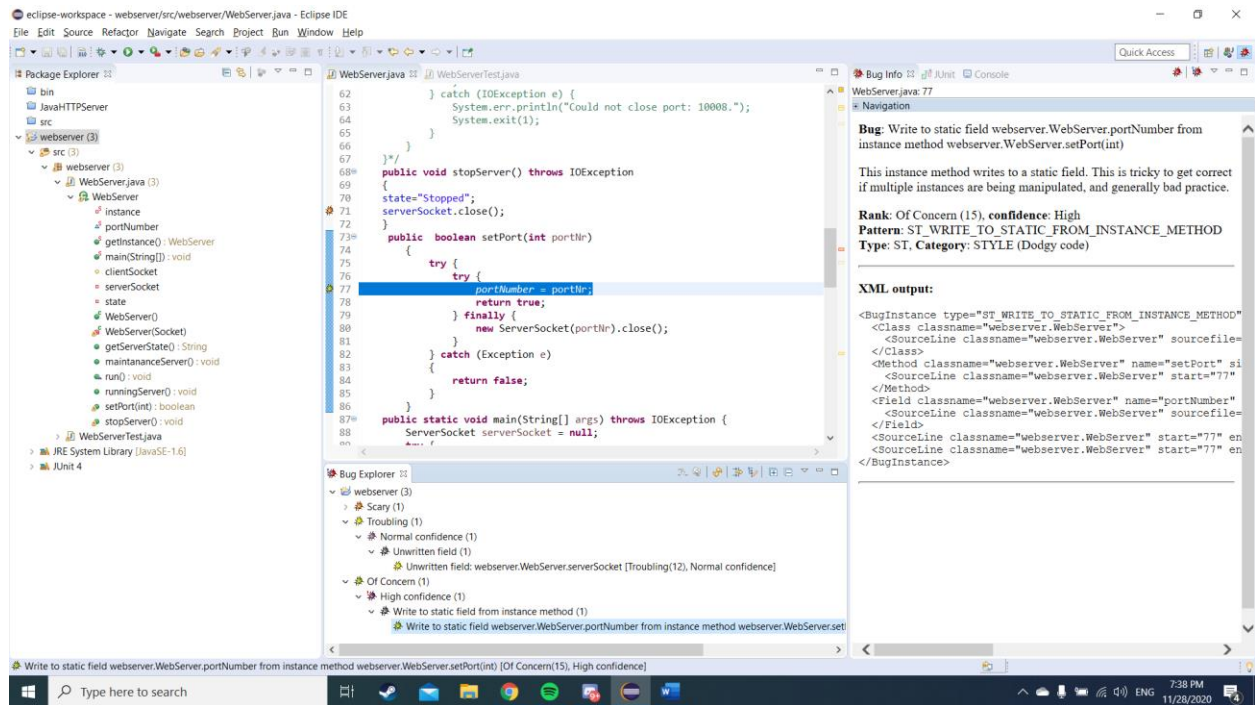 eclipse-workspace - webserver/src/webserver/WebServer.java - Eclipse IDE
File Edit Source Refactor Navigate Search Project Run Window Help
Quick Access
Package Explorer
bin
JavaHTTPServer
src
webserver (3)
src (3)
webserver (3)
WebServer.java (3)
WebServer
instance
portNumber
getInstance() : WebServer
main(String[]) : void
clientSocket
serverSocket
state
WebServer()
WebServer(Socket)
getServerState() : String
maintananceServer() : void
run() : void
runningServer() : void
setPort(int) : boolean
stopServer() : void
WebServerTest.java
JRE System Library [JavaSE-1.6]
JUnit 4
WebServer.java WebServerTest.java
62 } catch (IOException e) {
63 System.err.println("Could not close port: 10008.");
64 System.exit(1);
65 }
66 }
67 }*/
68 public void stopServer() throws IOException
69 {
70 state="Stopped";
71 serverSocket.close();
72 }
73 public boolean setPort(int portNr)
74 {
75 try {
76 try {
77 portNumber = portNr;
78 return true;
79 } finally {
80 new ServerSocket(portNr).close();
81 }
82 } catch (Exception e)
83 {
84 return false;
85 }
86 }
87 public static void main(String[] args) throws IOException {
88 ServerSocket serverSocket = null;
Bug Explorer
webserver (3)
Scary (1)
Troubling (1)
Normal confidence (1)
Unwritten field (1)
Unwritten field: webserver.WebServer.serverSocket [Troubling(12), Normal confidence]
Of Concern (1)
High confidence (1)
Write to static field from instance method (1)
Write to static field webserver.WebServer.portNumber from instance method webserver.WebServer.set
Bug Info JUnit Console
WebServer.java: 77
Navigation
Bug: Write to static field webserver.WebServer.portNumber from
instance method webserver.WebServer.setPort(int)
This instance method writes to a static field. This is tricky to get correct
if multiple instances are being manipulated, and generally bad practice.
Rank: Of Concern (15), confidence: High
Pattern: ST_WRITE_TO_STATIC_FROM_INSTANCE_METHOD
Type: ST, Category: STYLE (Dodgy code)
XML output:
<BugInstance type="ST_WRITE_TO_STATIC_FROM_INSTANCE_METHOD"
<Class classname="webserver.WebServer">
<SourceLine classname="webserver.WebServer" sourcefile=
</Class>
<Method classname="webserver.WebServer" name="setPort" si
<SourceLine classname="webserver.WebServer" start="77"
</Method>
<Field classname="webserver.WebServer" name="portNumber"
<SourceLine classname="webserver.WebServer" sourcefile=
</Field>
<SourceLine classname="webserver.WebServer" start="77" en
<SourceLine classname="webserver.WebServer" start="77" en
</BugInstance>
Write to static field webserver.WebServer.portNumber from instance method webserver.WebServer.setPort(int) [Of Concern(15), High confidence]
Type here to search
ENG
7:38 PM
11/28/2020
4